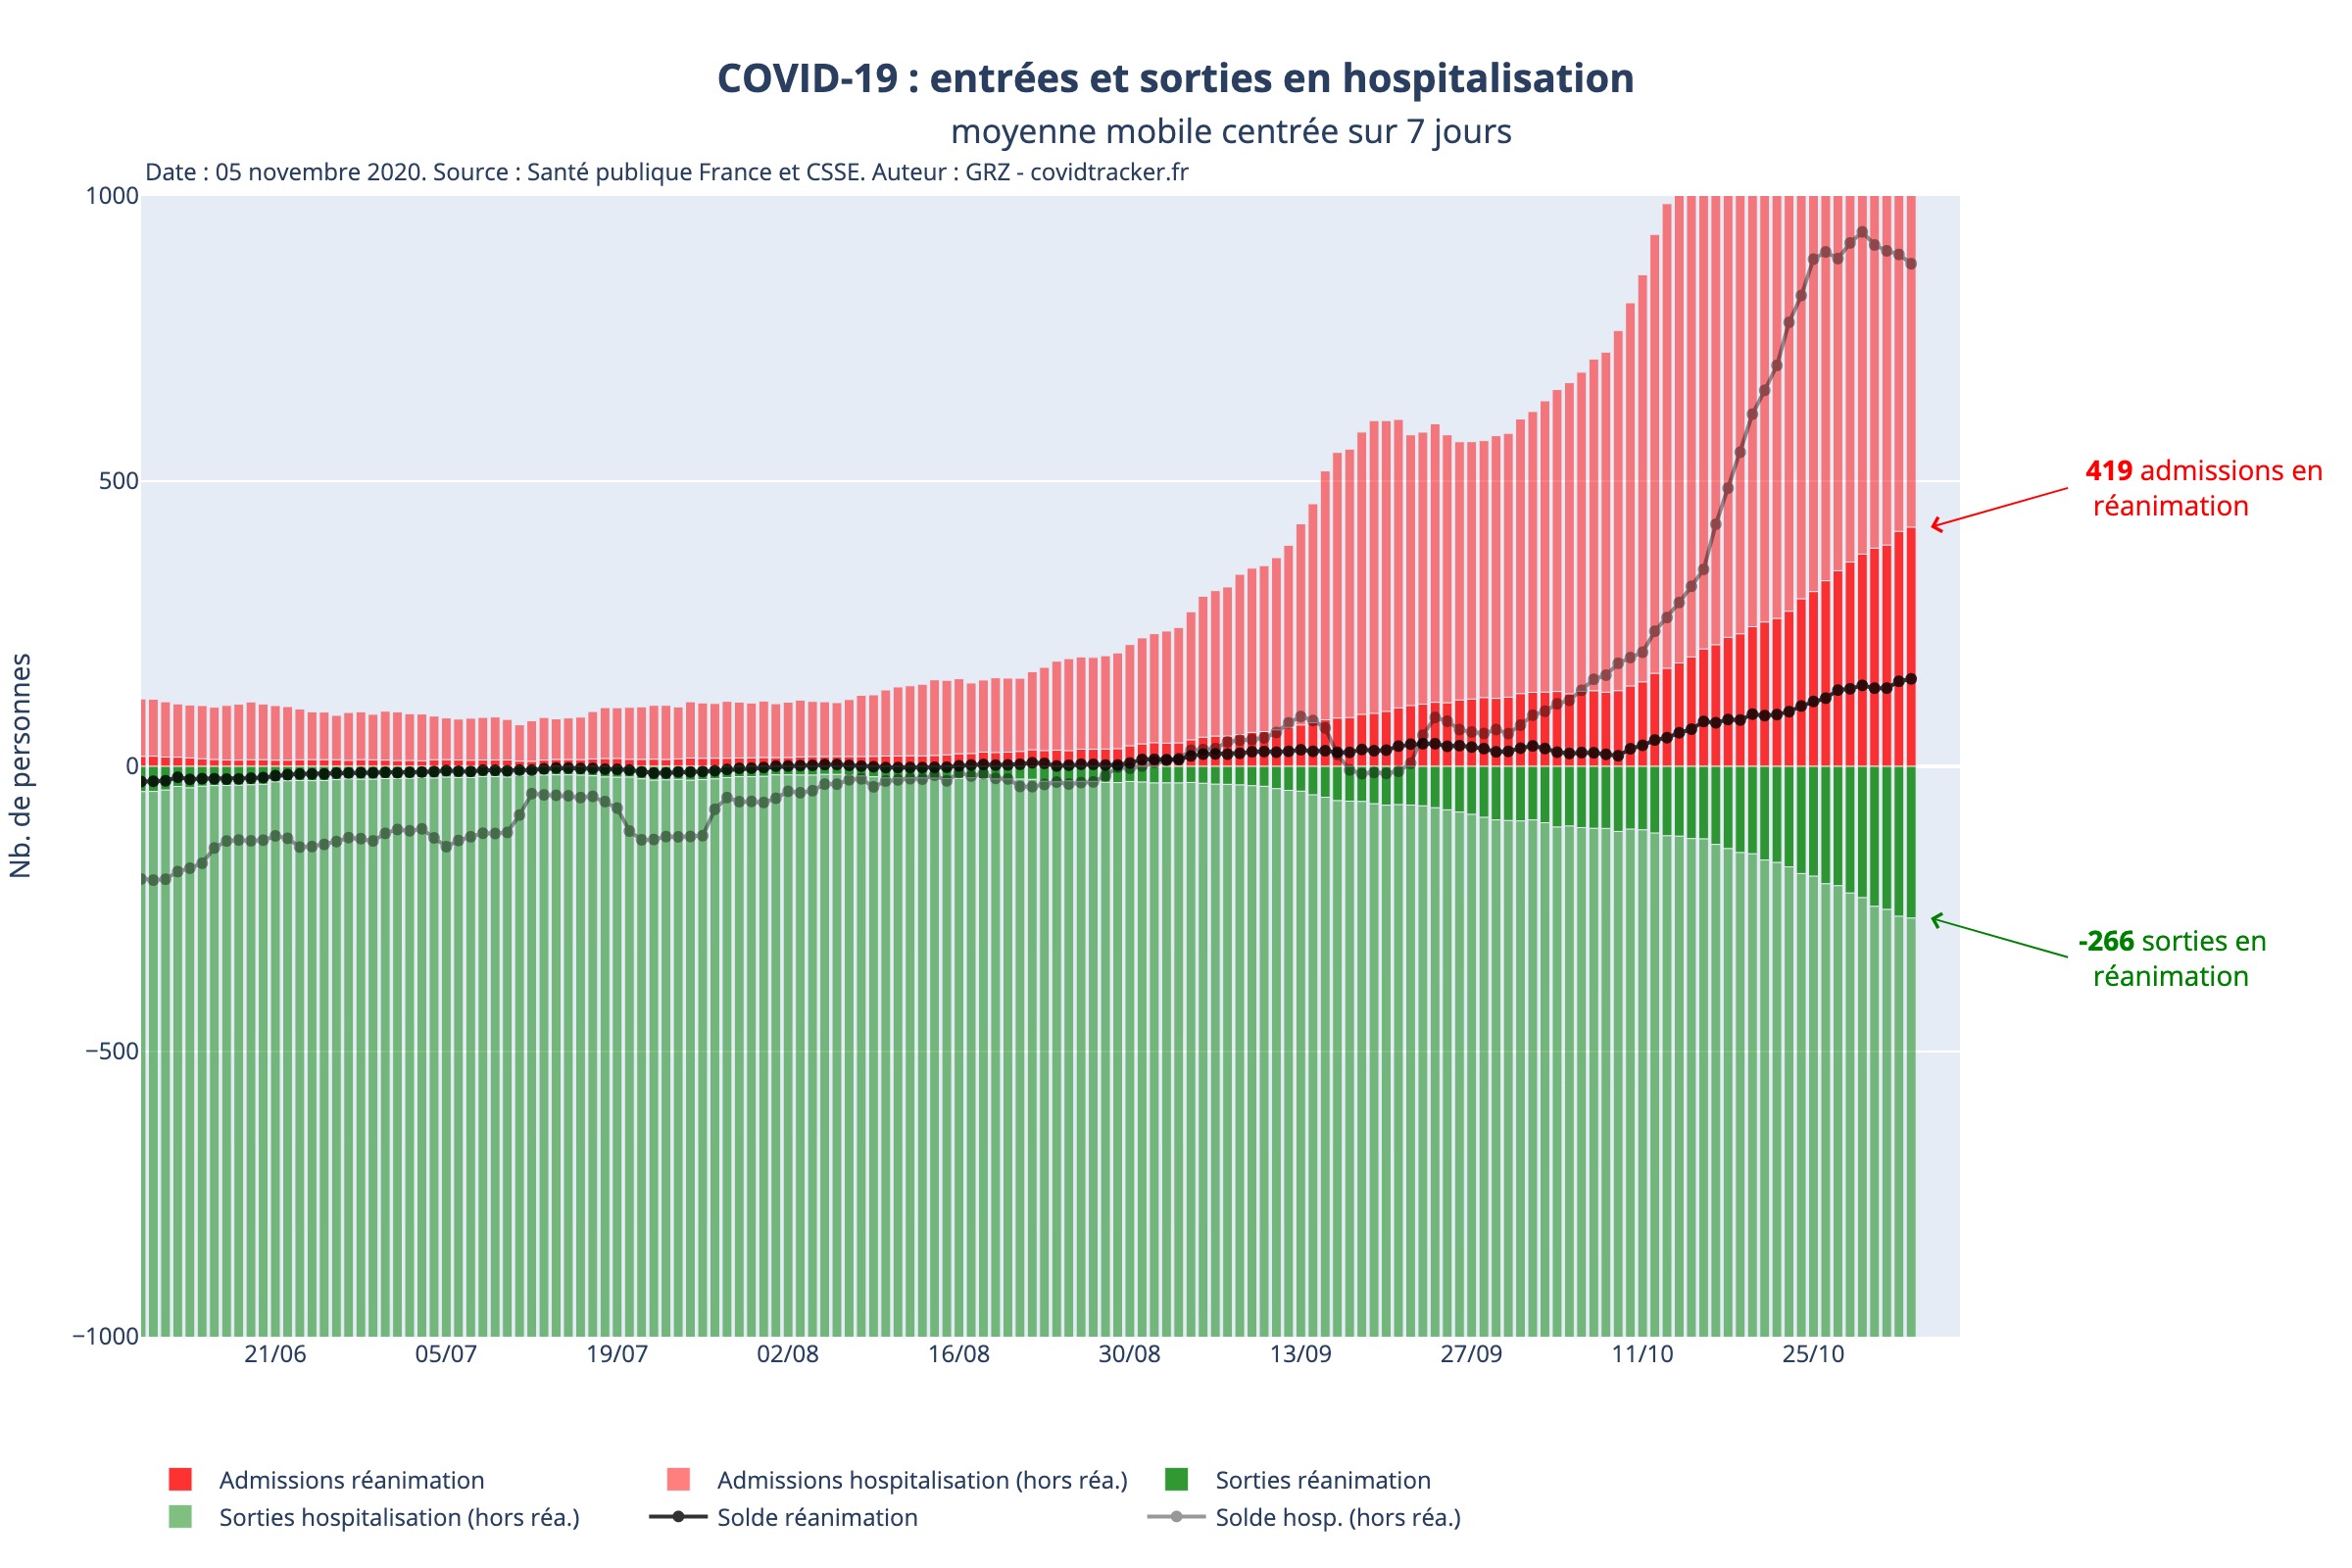 COVID-19 : entrées et sorties en hospitalisation
moyenne mobile centrée sur 7 jours
Date : 05 novembre 2020. Source : Santé publique France et CSSE. Auteur : GRZ - covidtracker.fr
Nb. de personnes
1000
500
0
−500
−1000
419 admissions en
réanimation
-266 sorties en
réanimation
21/06
05/07
19/07
02/08
16/08
30/08
13/09
27/09
11/10
25/10
Admissions réanimation
Admissions hospitalisation (hors réa.)
Sorties réanimation
Sorties hospitalisation (hors réa.)
Solde réanimation
Solde hosp. (hors réa.)